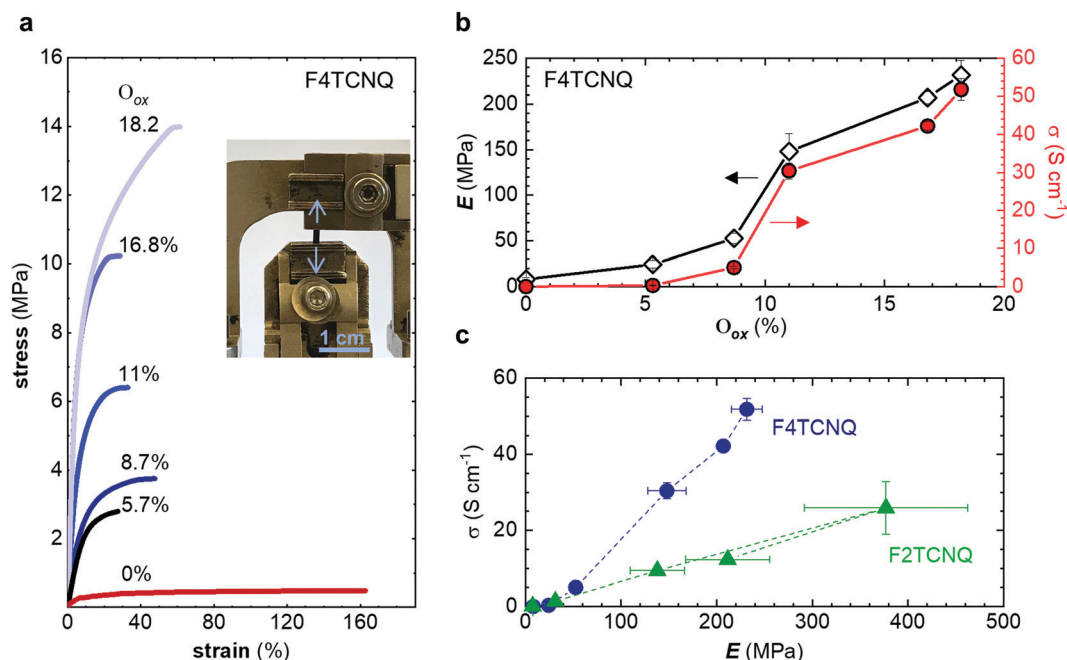 a
16
14
12
10
8
6
4
2
0
40
80
120
160
stress (MPa)
strain (%)
F4TCNQ
Oox
18.2
16.8%
11%
8.7%
5.7%
0%
1 cm
b
F4TCNQ
250
200
150
100
50
0
E (MPa)
60
50
40
30
20
10
0
σ (S cm⁻¹)
0
5
10
15
20
Oox (%)
c
60
40
20
0
σ (S cm⁻¹)
F4TCNQ
F2TCNQ
0
100
200
300
400
500
E (MPa)